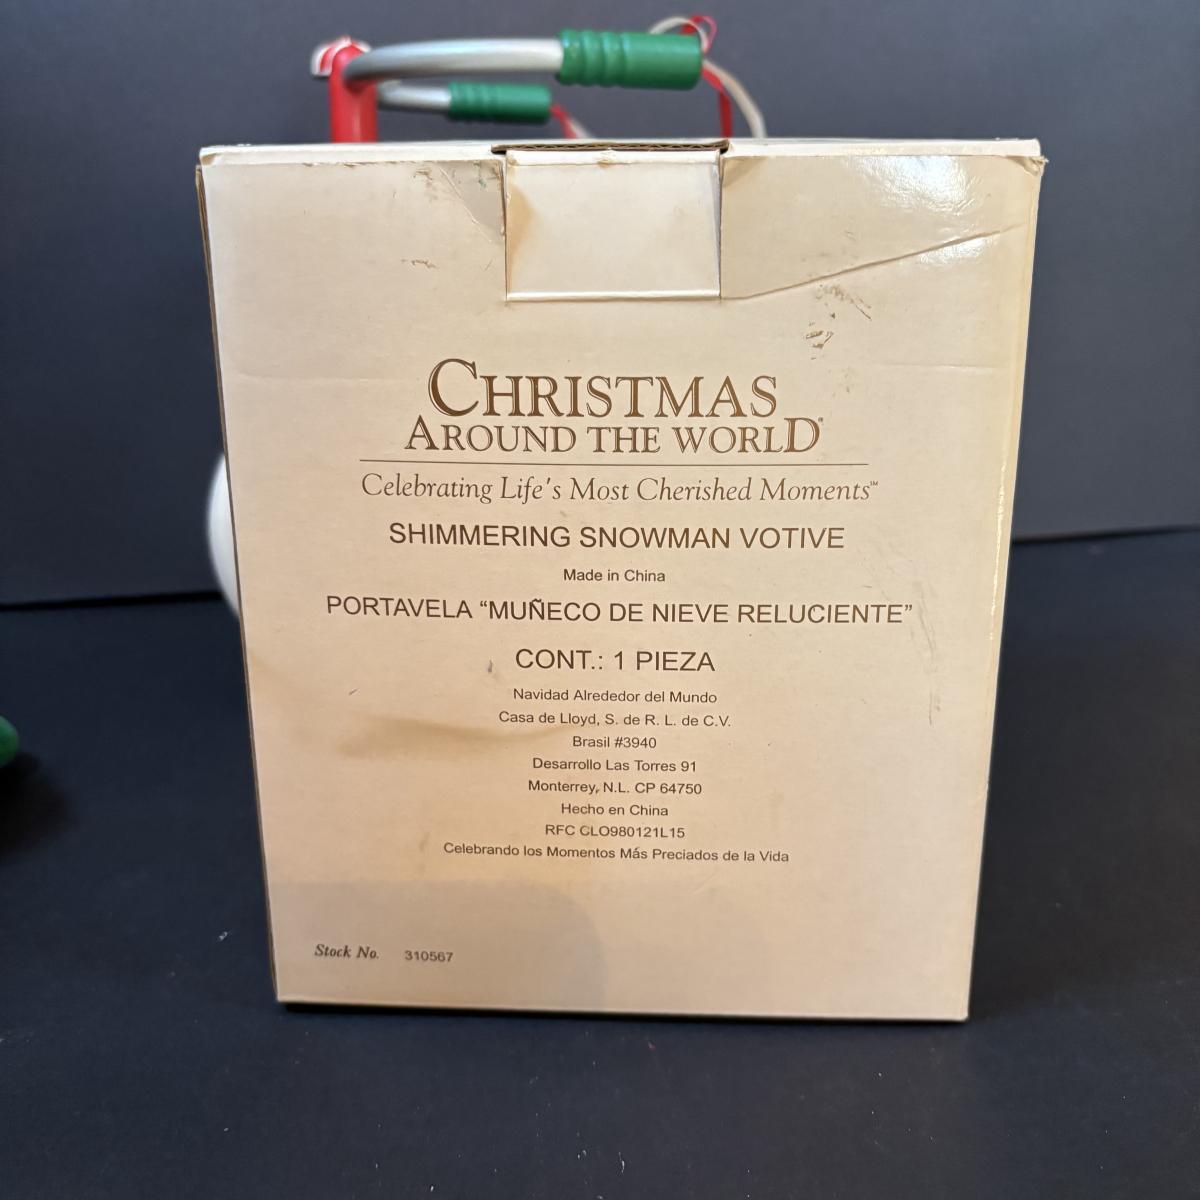 CHRISTMAS
AROUND THE WORLD®
Celebrating Life's Most Cherished Moments℠
SHIMMERING SNOWMAN VOTIVE
Made in China
PORTAVELA “MUÑECO DE NIEVE RELUCIENTE”
CONT.: 1 PIEZA
Navidad Alrededor del Mundo
Casa de Lloyd, S. de R. L. de C.V.
Brasil #3940
Desarrollo Las Torres 91
Monterrey, N.L. CP 64750
Hecho en China
RFC CLO980121L15
Celebrando los Momentos Más Preciados de la Vida
Stock No. 310567